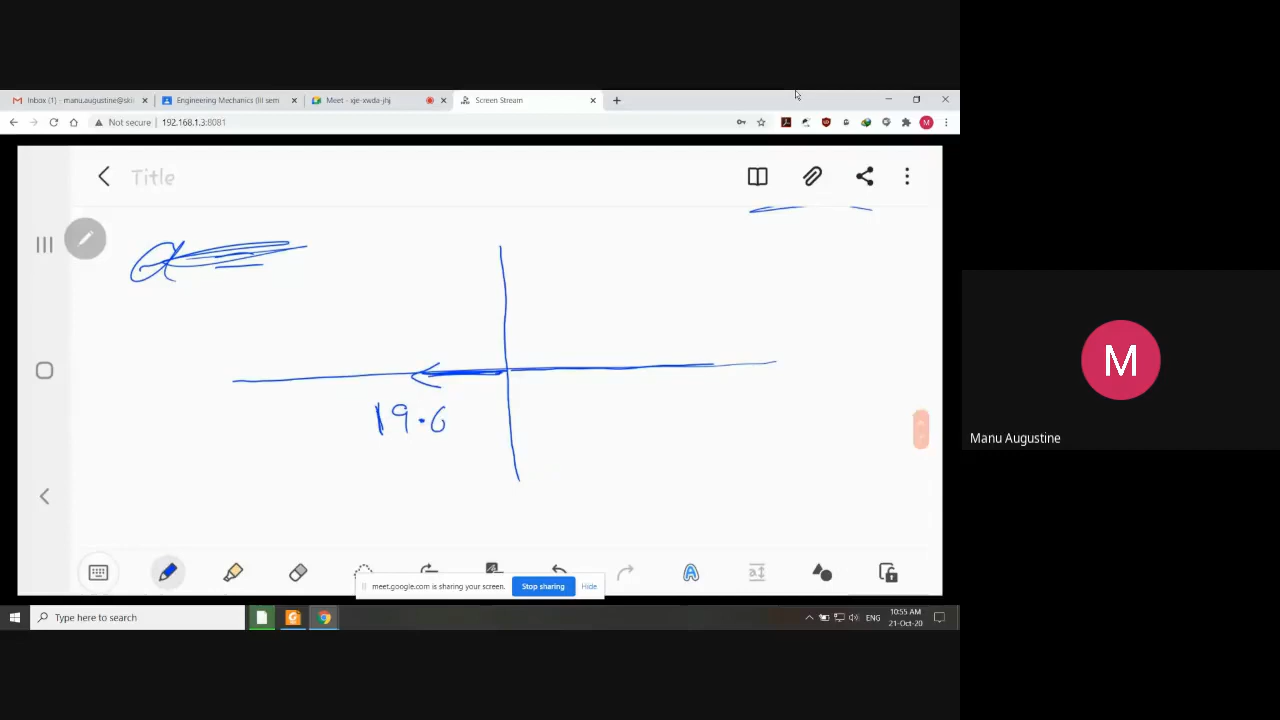 Inbox (1) - manu.augustine@ski
Engineering Mechanics (III sem
Meet - xje-xwda-jhj
Screen Stream
Not secure | 192.168.1.3:8081
Title
19.6
M
Manu Augustine
meet.google.com is sharing your screen.
Stop sharing
Hide
Type here to search
ENG
10:55 AM
21-Oct-20